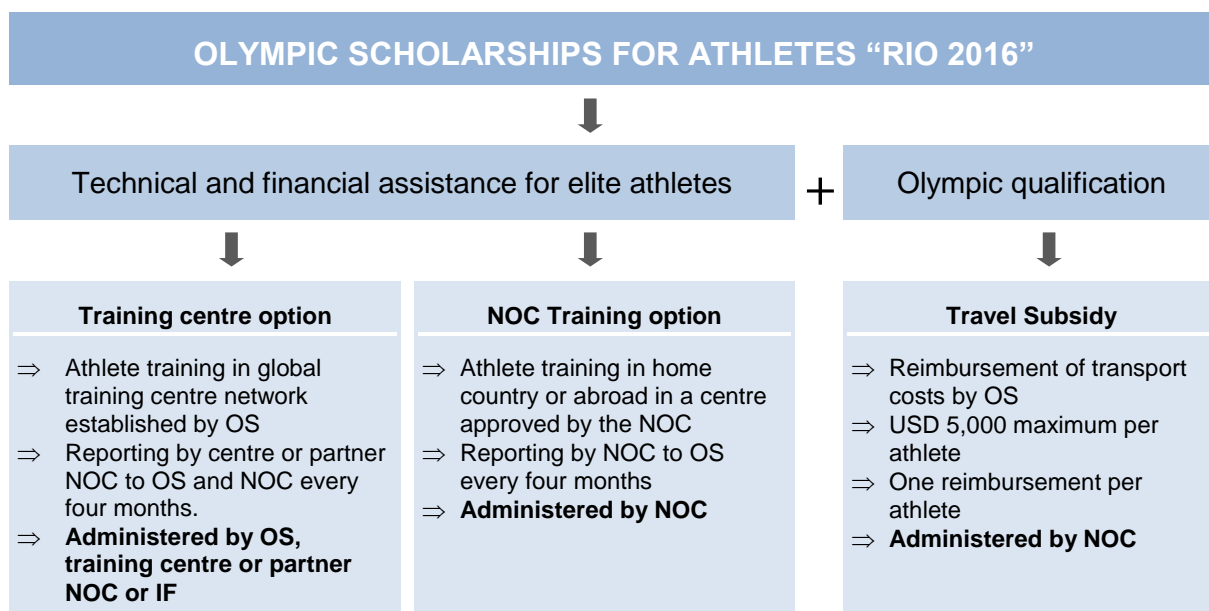 OLYMPIC SCHOLARSHIPS FOR ATHLETES “RIO 2016”
Technical and financial assistance for elite athletes
+
Olympic qualification
Training centre option
⇒ Athlete training in global
training centre network
established by OS
⇒ Reporting by centre or partner
NOC to OS and NOC every
four months.
⇒ Administered by OS,
training centre or partner
NOC or IF
NOC Training option
⇒ Athlete training in home
country or abroad in a centre
approved by the NOC
⇒ Reporting by NOC to OS
every four months
⇒ Administered by NOC
Travel Subsidy
⇒ Reimbursement of transport
costs by OS
⇒ USD 5,000 maximum per
athlete
⇒ One reimbursement per
athlete
⇒ Administered by NOC